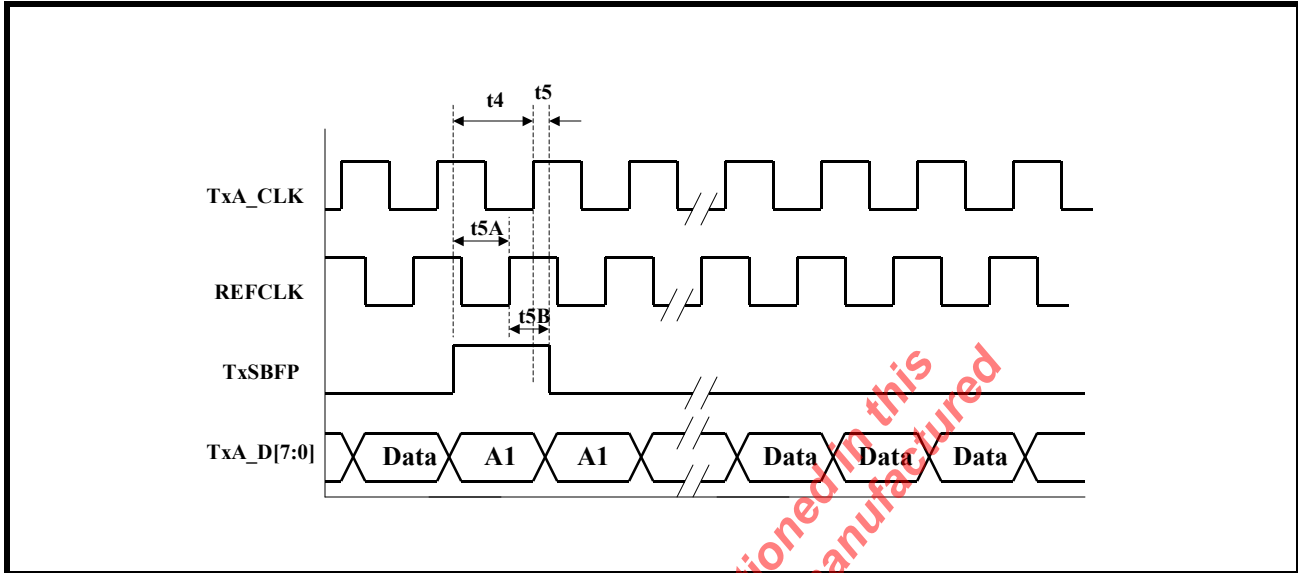 t4
t5
TxA_CLK
t5A
REFCLK
t5B
TxSBFP
TxA_D[7:0]
Data
A1
A1
Data
Data
Data
tioned in this
anufactured